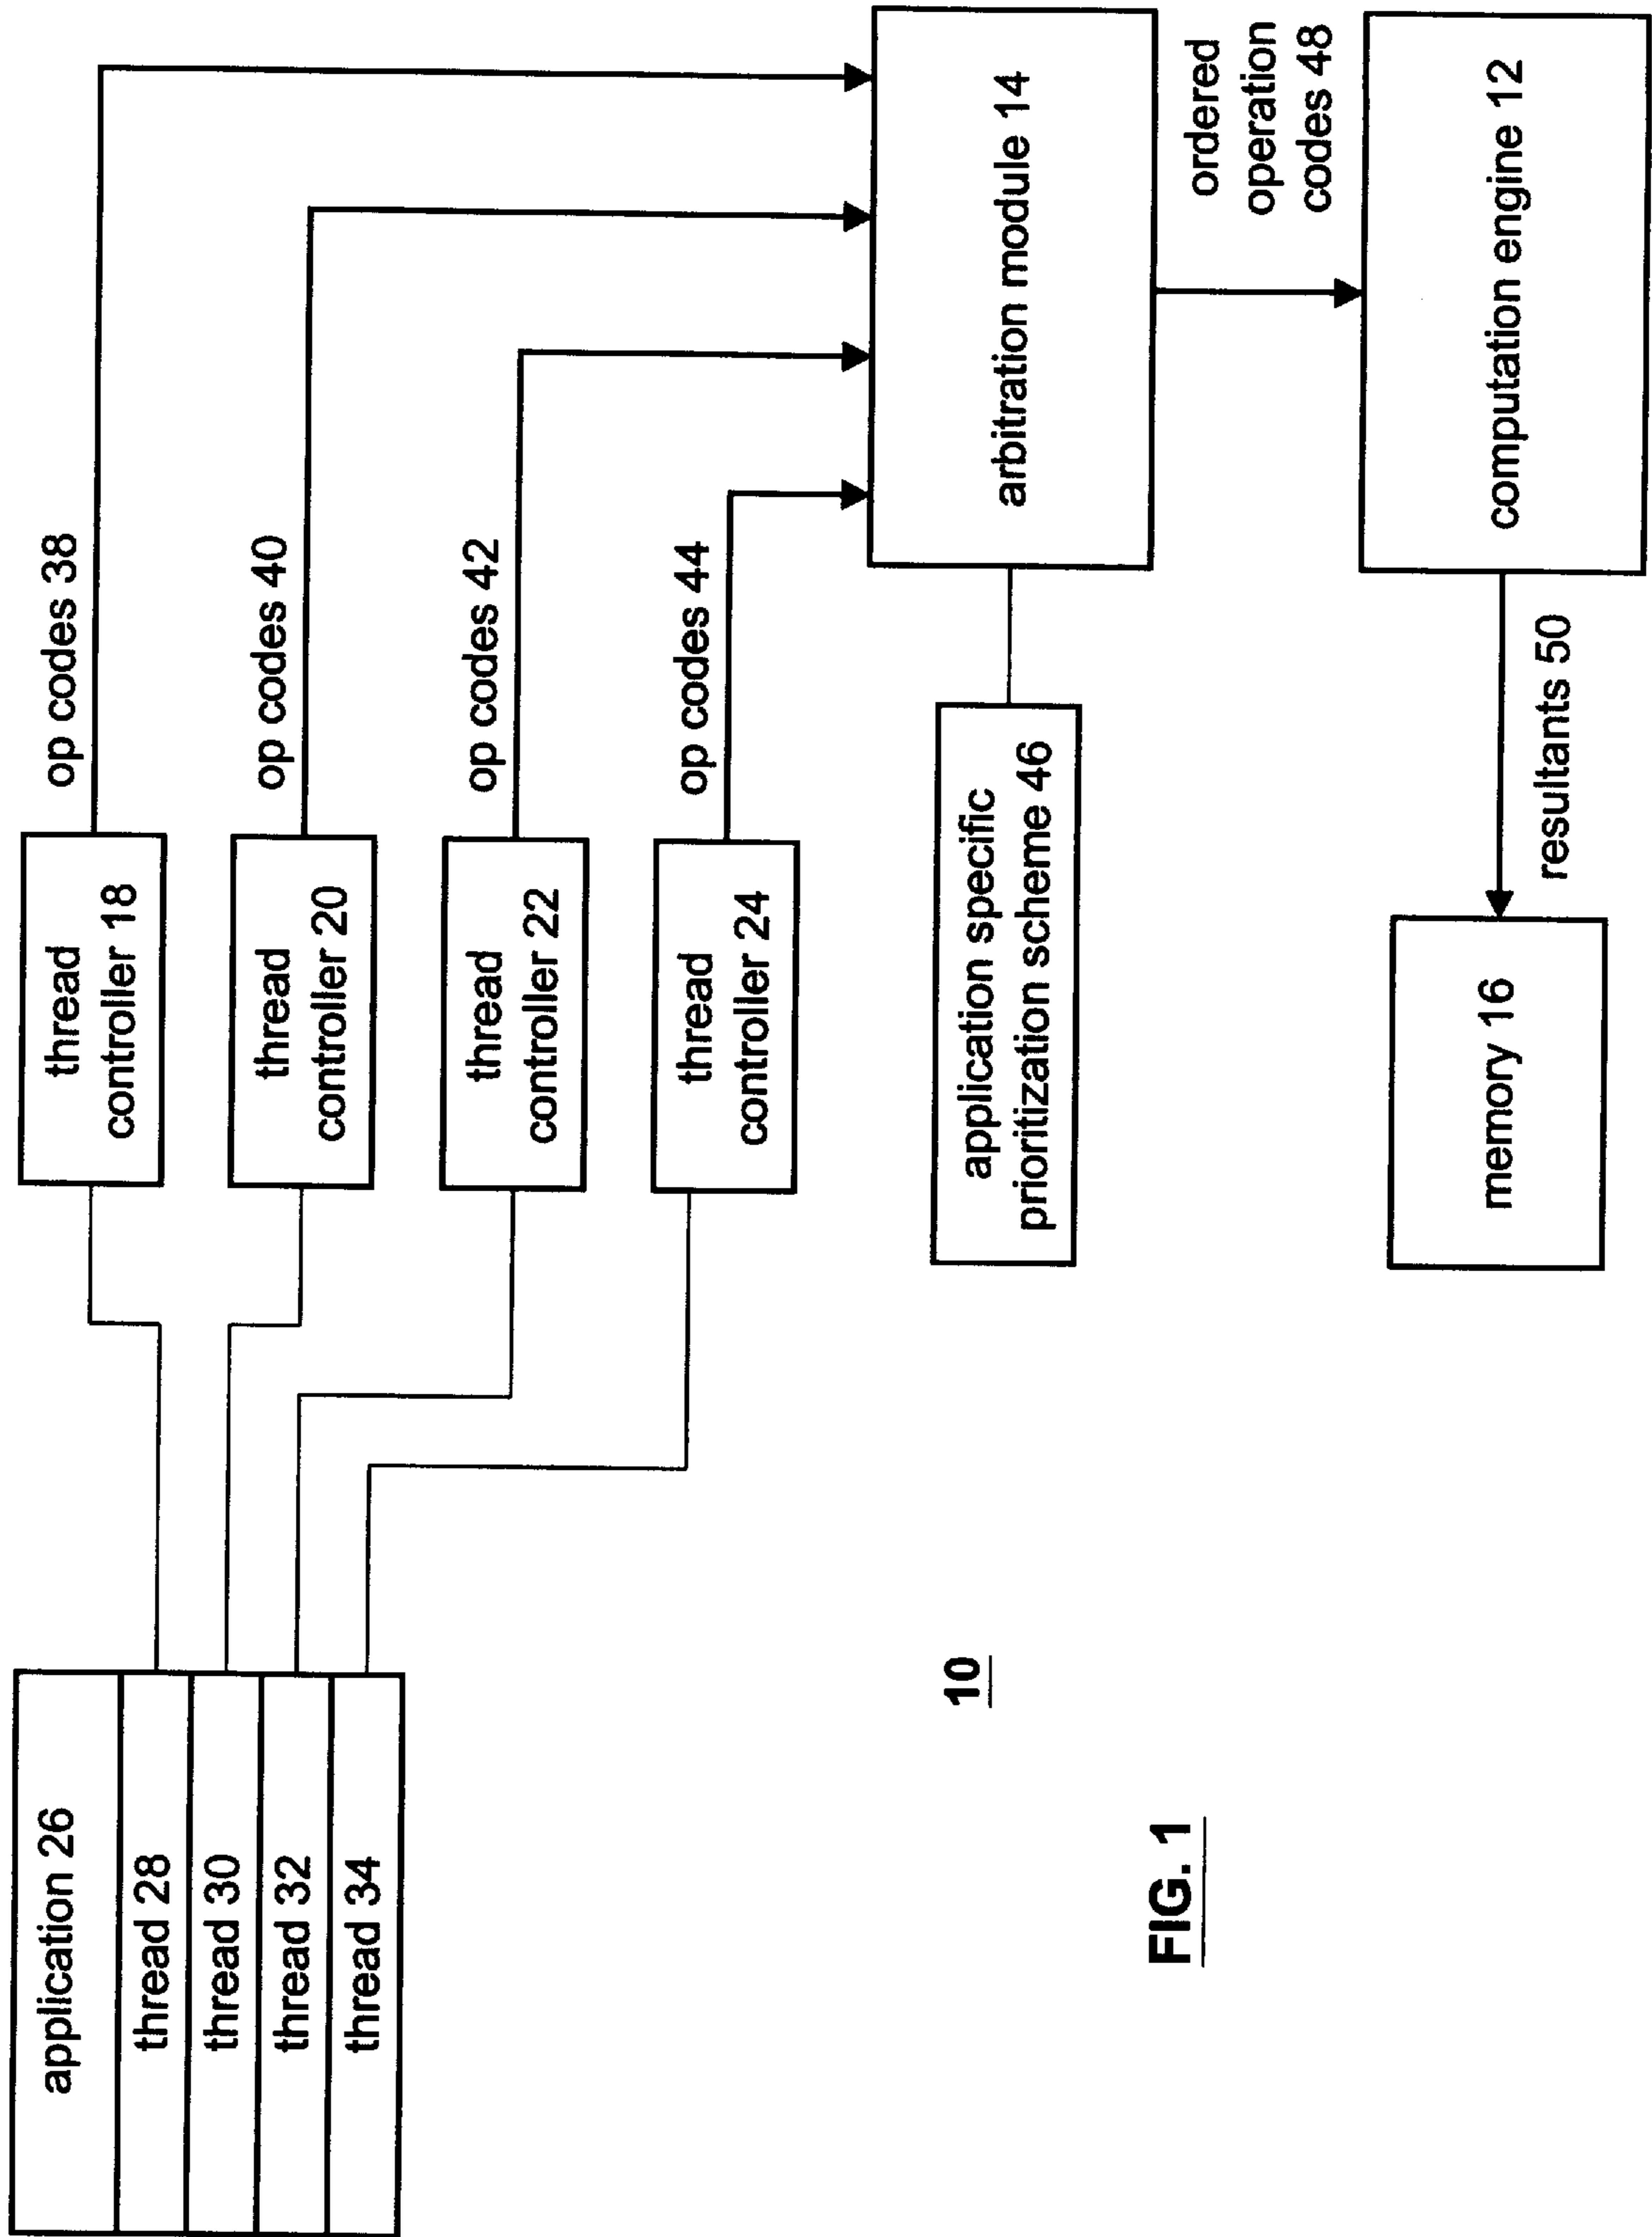 application 26
thread 28
thread 30
thread 32
thread 34
thread
controller 18
thread
controller 20
thread
controller 22
thread
controller 24
op codes 38
op codes 40
op codes 42
op codes 44
application specific
prioritization scheme 46
arbitration module 14
ordered
operation
codes 48
computation engine 12
resultants 50
memory 16
10
FIG. 1